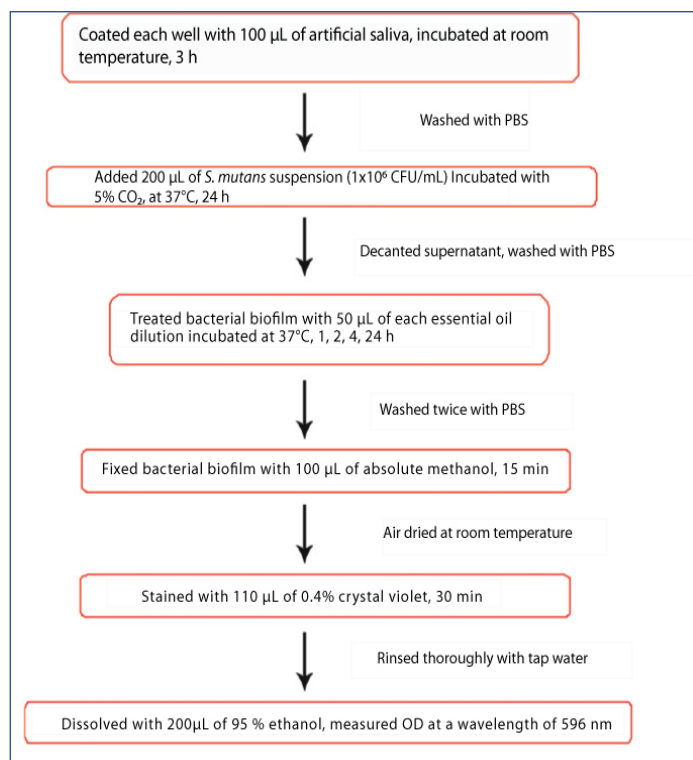 Coated each well with 100 µL of artificial saliva, incubated at room
temperature, 3 h
Washed with PBS
Added 200 µL of S. mutans suspension (1x10⁶ CFU/mL) Incubated with
5% CO₂, at 37°C, 24 h
Decanted supernatant, washed with PBS
Treated bacterial biofilm with 50 µL of each essential oil
dilution incubated at 37°C, 1, 2, 4, 24 h
Washed twice with PBS
Fixed bacterial biofilm with 100 µL of absolute methanol, 15 min
Air dried at room temperature
Stained with 110 µL of 0.4% crystal violet, 30 min
Rinsed thoroughly with tap water
Dissolved with 200µL of 95 % ethanol, measured OD at a wavelength of 596 nm